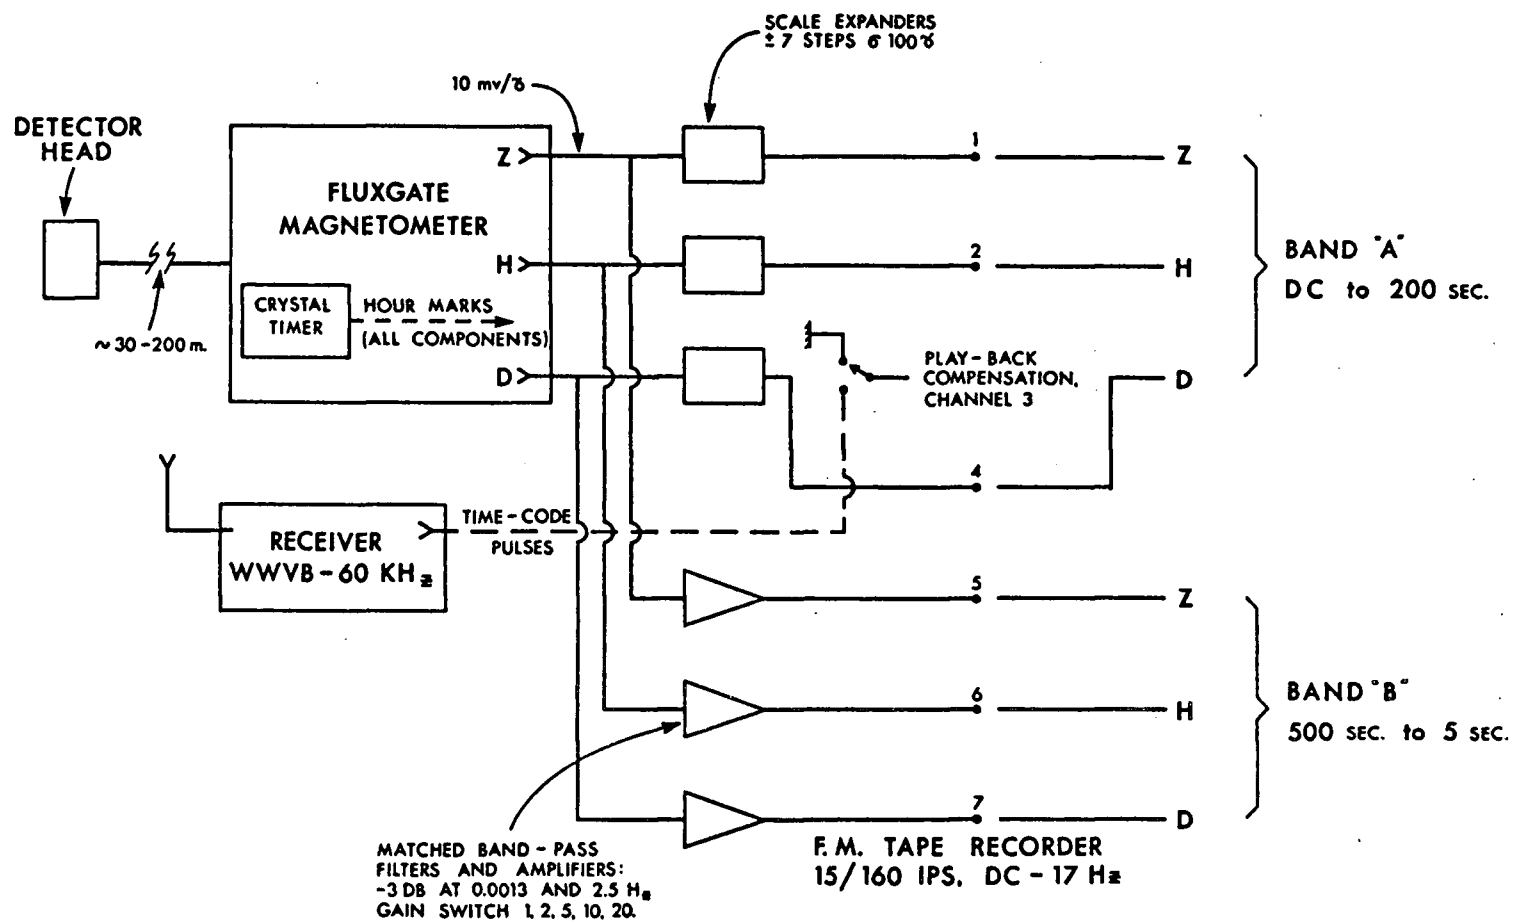 SCALE EXPANDERS
± 7 STEPS σ 100 γ
10 mv/γ
DETECTOR
HEAD
FLUXGATE
MAGNETOMETER
Z
H
D
CRYSTAL
TIMER
HOUR MARKS
(ALL COMPONENTS)
~30-200 m.
1
Z
2
H
BAND "A"
DC to 200 SEC.
PLAY-BACK
COMPENSATION,
CHANNEL 3
D
4
RECEIVER
WWVB-60 KHz
TIME-CODE
PULSES
5
Z
6
H
BAND "B"
500 SEC. to 5 SEC.
7
D
MATCHED BAND-PASS
FILTERS AND AMPLIFIERS:
-3 DB AT 0.0013 AND 2.5 Hz
GAIN SWITCH 1, 2, 5, 10, 20.
F.M. TAPE RECORDER
15/160 IPS, DC-17 Hz